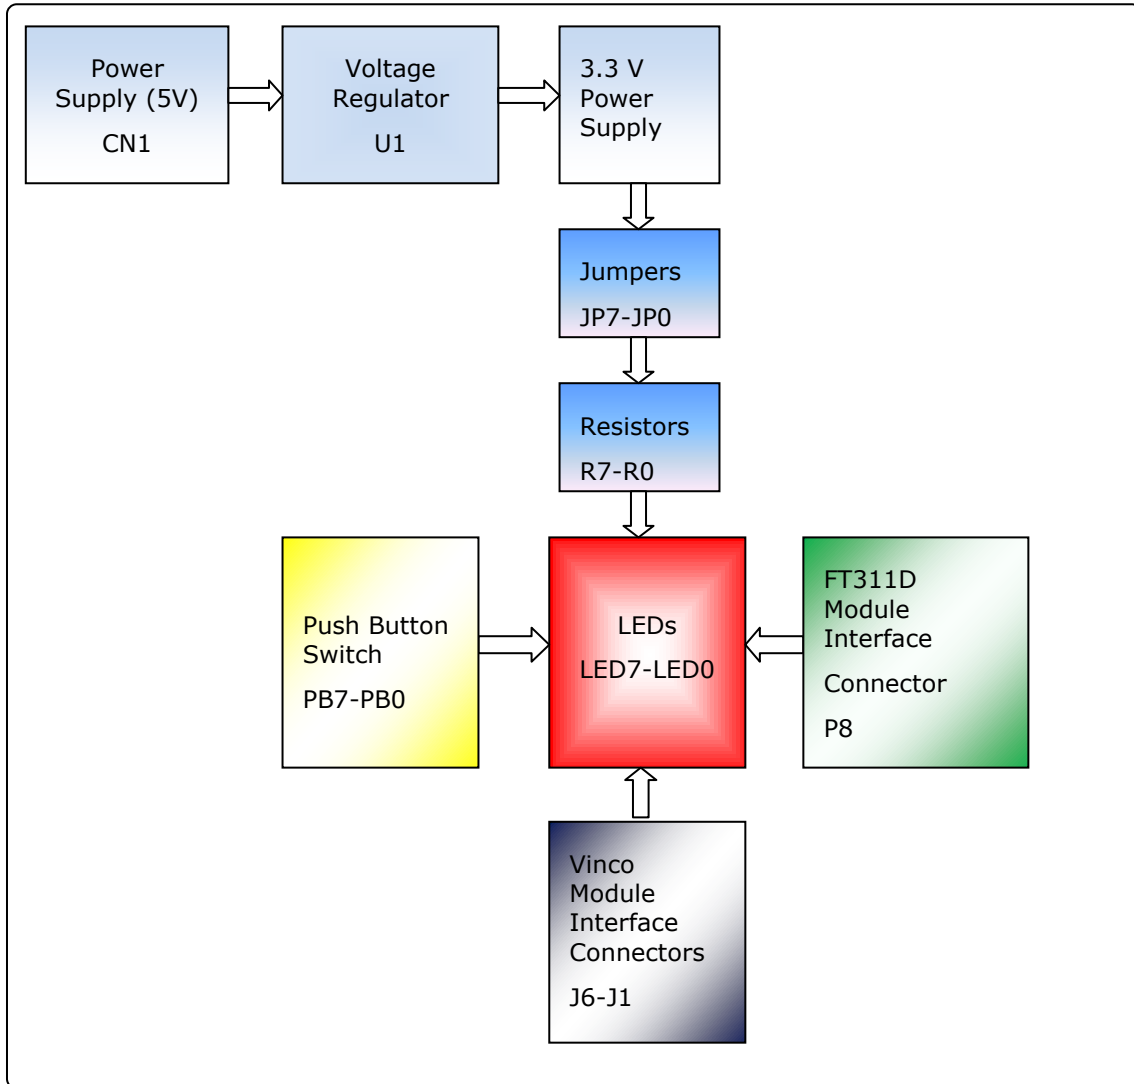 Power
Supply (5V)
CN1
Voltage
Regulator
U1
3.3 V
Power
Supply
Jumpers
JP7-JP0
Resistors
R7-R0
Push Button
Switch
PB7-PB0
LEDs
LED7-LED0
FT311D
Module
Interface
Connector
P8
Vinco
Module
Interface
Connectors
J6-J1